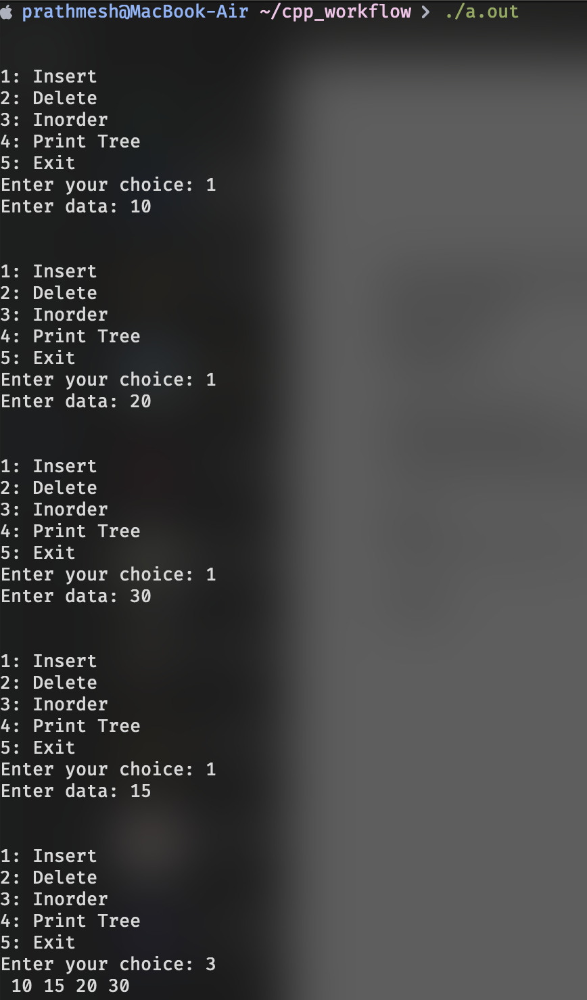 prathmesh@MacBook-Air ~/cpp_workflow > ./a.out
1: Insert
2: Delete
3: Inorder
4: Print Tree
5: Exit
Enter your choice: 1
Enter data: 10
1: Insert
2: Delete
3: Inorder
4: Print Tree
5: Exit
Enter your choice: 1
Enter data: 20
1: Insert
2: Delete
3: Inorder
4: Print Tree
5: Exit
Enter your choice: 1
Enter data: 30
1: Insert
2: Delete
3: Inorder
4: Print Tree
5: Exit
Enter your choice: 1
Enter data: 15
1: Insert
2: Delete
3: Inorder
4: Print Tree
5: Exit
Enter your choice: 3
10 15 20 30